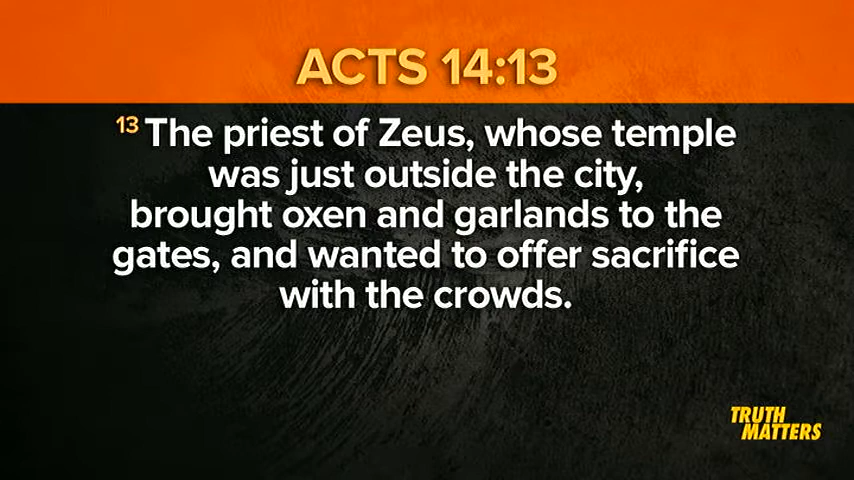 ACTS 14:13
13 The priest of Zeus, whose temple
was just outside the city,
brought oxen and garlands to the
gates, and wanted to offer sacrifice
with the crowds.
TRUTH
MATTERS